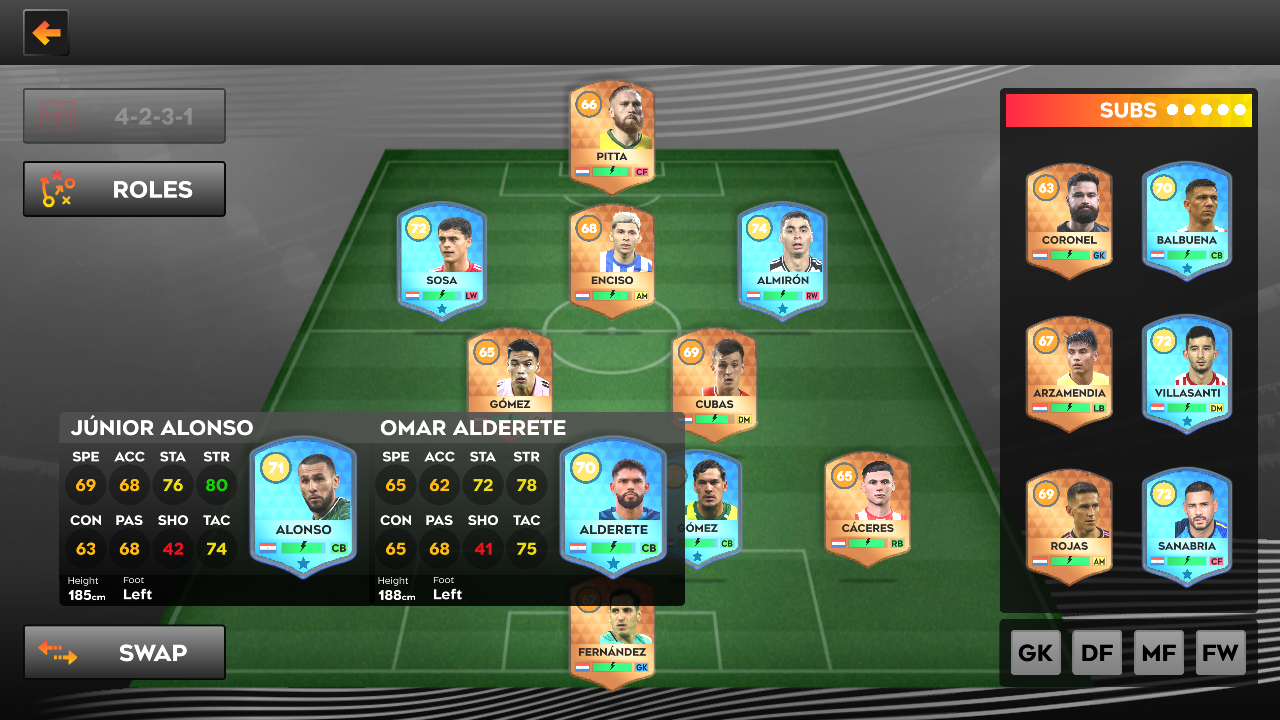 4-2-3-1
ROLES
66
PITTA
CF
72
SOSA
LW
68
ENCISO
AM
74
ALMIRÓN
RW
65
GÓMEZ
69
CUBAS
DM
JÚNIOR ALONSO
SPE ACC STA STR
69 68 76 80
CON PAS SHO TAC
63 68 42 74
Height Foot
185cm Left
71
ALONSO
CB
OMAR ALDERETE
SPE ACC STA STR
65 62 72 78
CON PAS SHO TAC
65 68 41 75
Height Foot
188cm Left
70
ALDERETE
CB
GÓMEZ
CB
65
CÁCERES
RB
67
FERNÁNDEZ
GK
SWAP
SUBS
63
CORONEL
GK
70
BALBUENA
CB
67
ARZAMENDIA
LB
72
VILLASANTI
DM
69
ROJAS
AM
72
SANABRIA
CF
GK DF MF FW